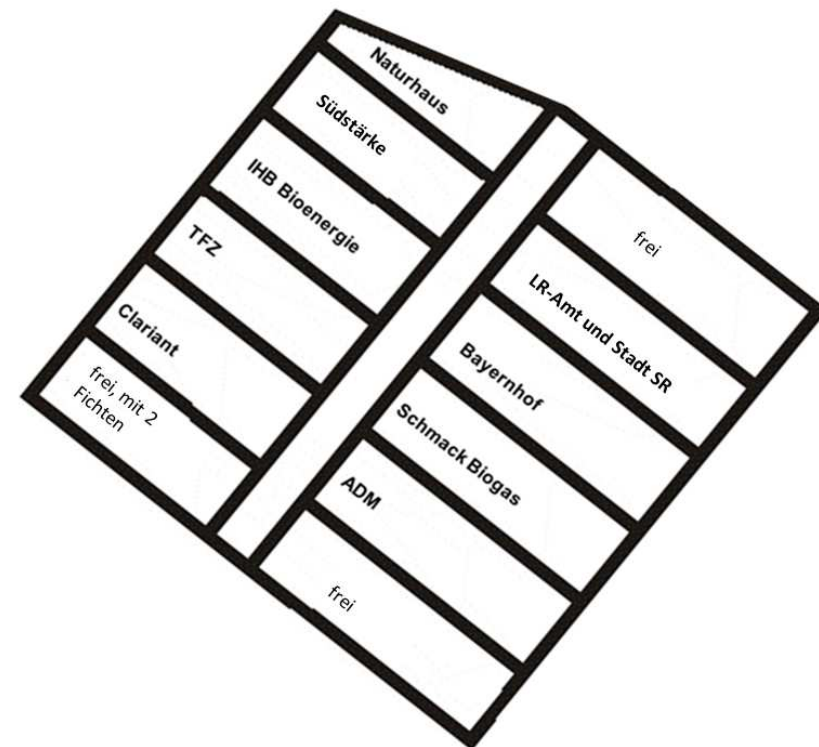 Naturhaus
Südstärke
IHB Bioenergie
TFZ
Clariant
frei, mit 2
Fichten
frei
LR-Amt und Stadt SR
Bayernhof
Schmack Biogas
ADM
frei